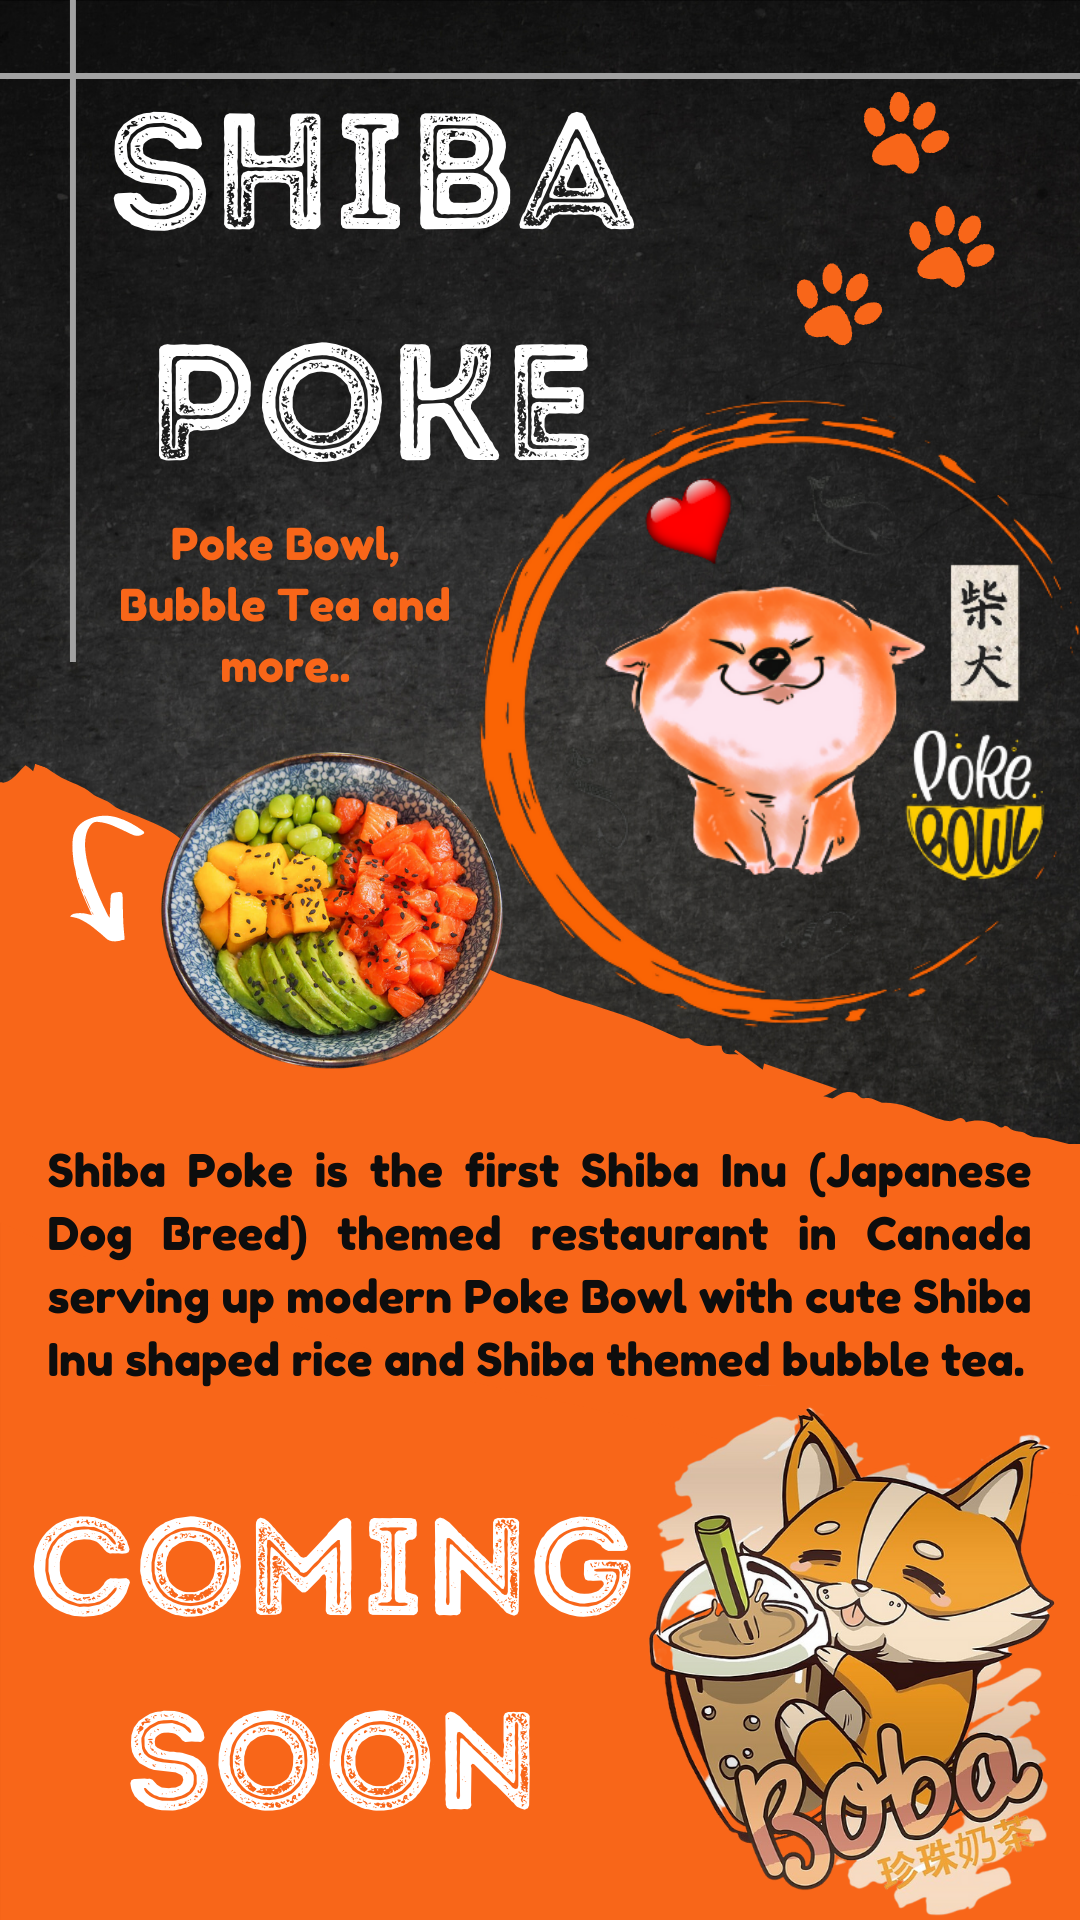 SHIBA
POKE
Poke Bowl,
Bubble Tea and
more..
柴
犬
Poke
BOWL
Shiba Poke is the first Shiba Inu (Japanese
Dog Breed) themed restaurant in Canada
serving up modern Poke Bowl with cute Shiba
Inu shaped rice and Shiba themed bubble tea.
COMING
SOON
Boba
珍珠奶茶